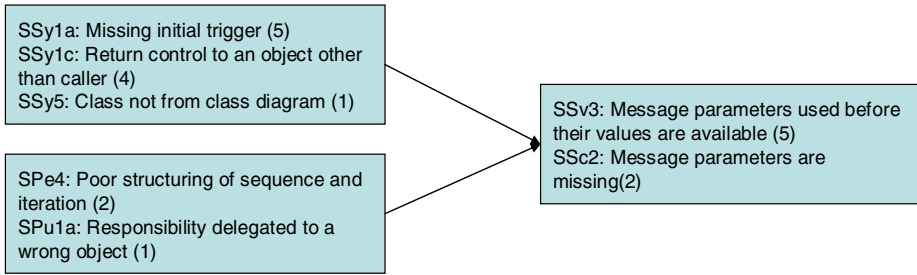 SSy1a: Missing initial trigger (5)
SSy1c: Return control to an object other
than caller (4)
SSy5: Class not from class diagram (1)
SPe4: Poor structuring of sequence and
iteration (2)
SPu1a: Responsibility delegated to a
wrong object (1)
SSv3: Message parameters used before
their values are available (5)
SSc2: Message parameters are
missing(2)